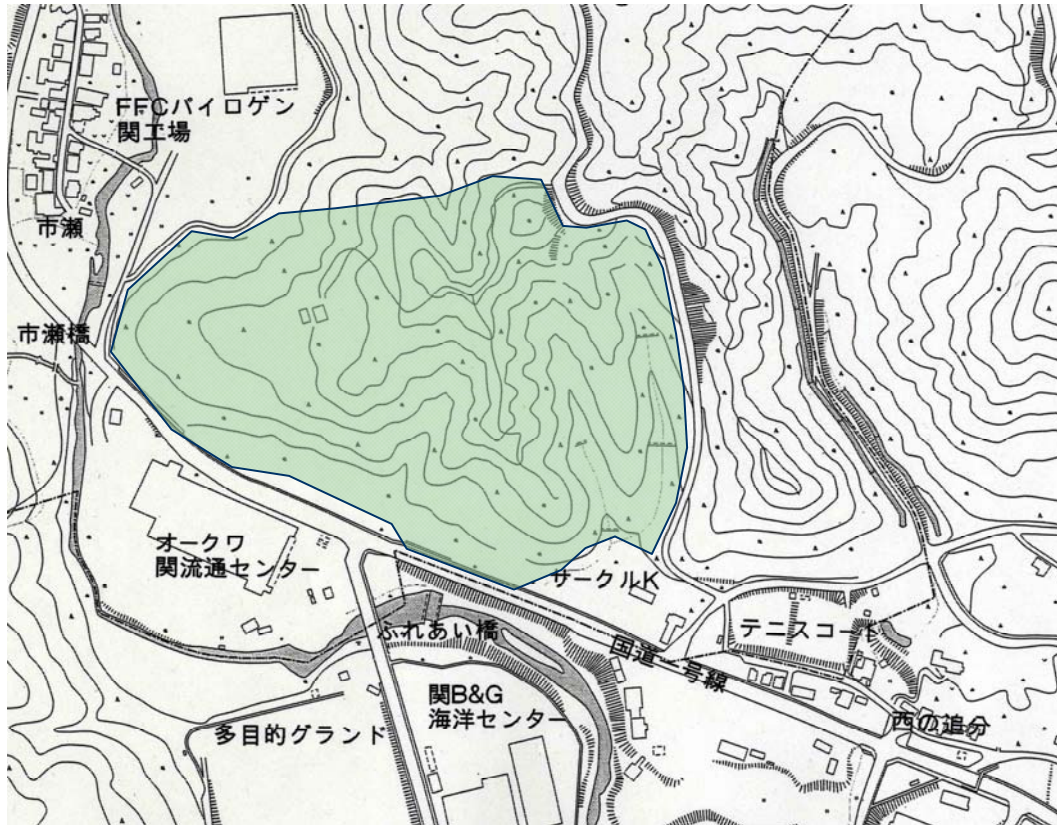 FFCパイロゲン
関工場
市瀬
市瀬橋
オークワ
関流通センター
サークルK
ふれあい橋
テニスコート
国道一号線
関B&G
海洋センター
多目的グランド
西の追分